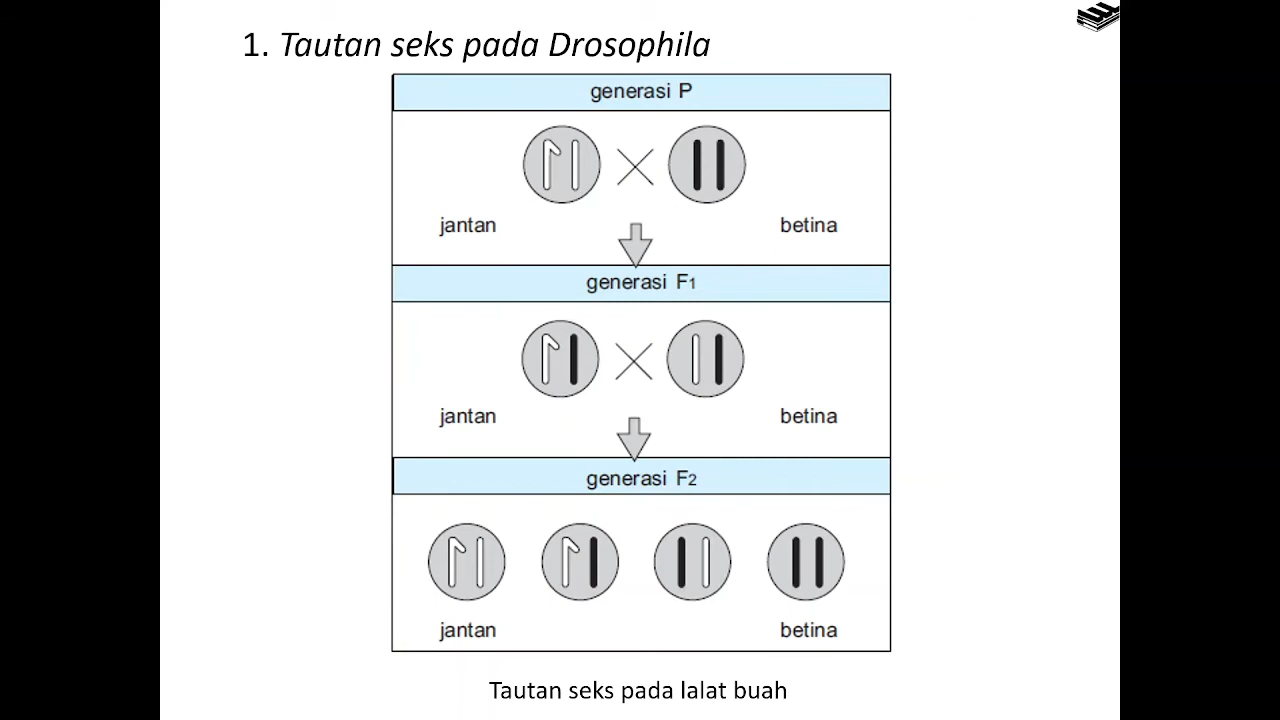 1. Tautan seks pada Drosophila
generasi P
jantan betina
generasi F1
jantan betina
generasi F2
jantan betina
Tautan seks pada lalat buah